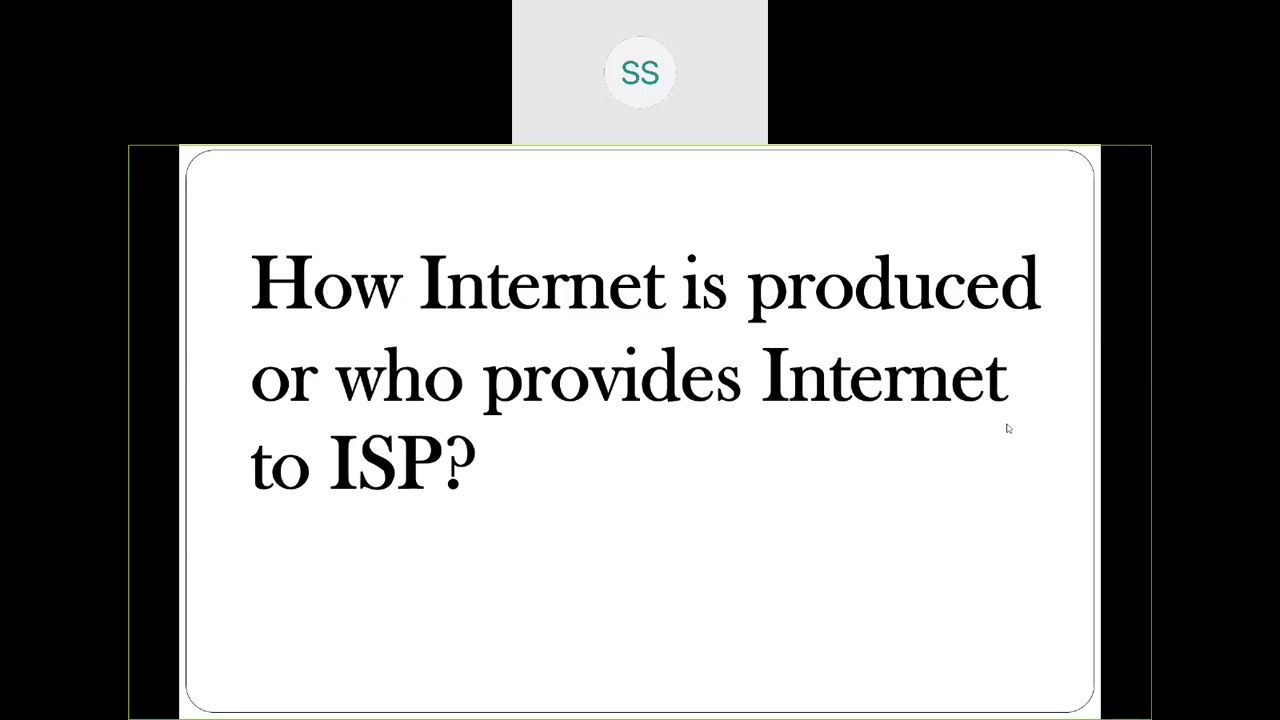 SS
How Internet is produced
or who provides Internet
to ISP?